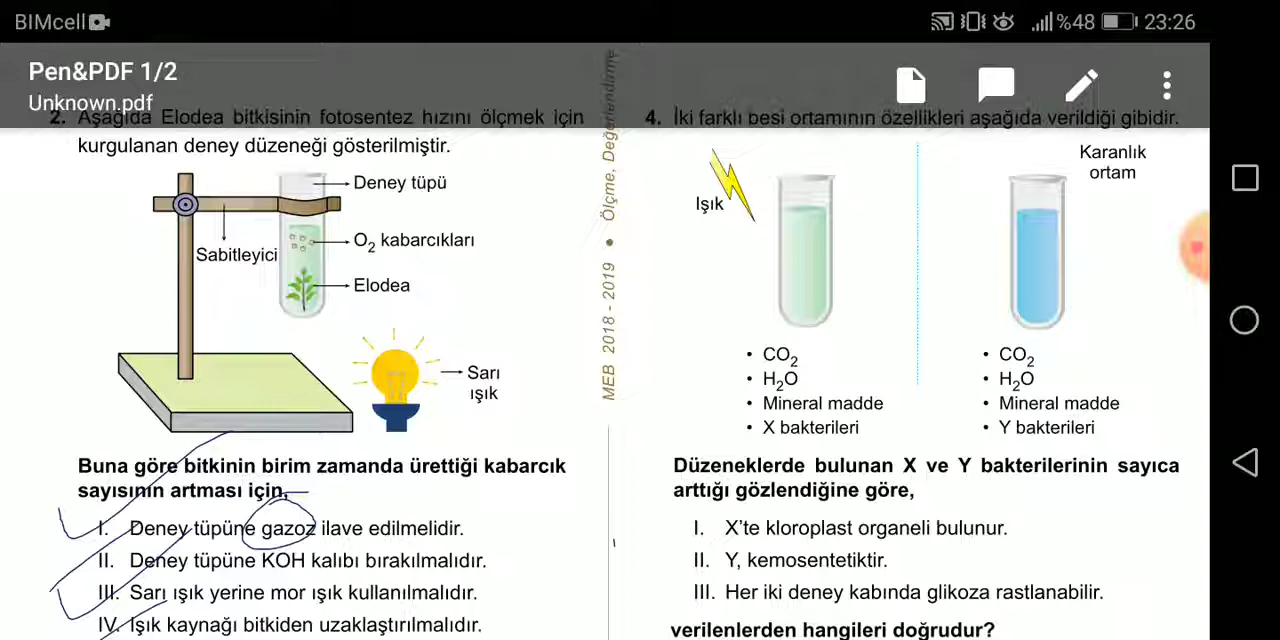 BIMcell
%48 23:26
Pen&PDF 1/2
Unknown.pdf
2. Aşağıda Elodea bitkisinin fotosentez hızını ölçmek için
kurgulanan deney düzeneği gösterilmiştir.
Deney tüpü
O2 kabarcıkları
Sabitleyici
Elodea
Sarı
ışık
Buna göre bitkinin birim zamanda ürettiği kabarcık
sayısının artması için,
I. Deney tüpüne gazoz ilave edilmelidir.
II. Deney tüpüne KOH kalıbı bırakılmalıdır.
III. Sarı ışık yerine mor ışık kullanılmalıdır.
IV. Işık kaynağı bitkiden uzaklaştırılmalıdır.
MEB 2018 - 2019 • Ölçme, Değerlendirme
4. İki farklı besi ortamının özellikleri aşağıda verildiği gibidir.
Işık
Karanlık
ortam
• CO2
• H2O
• Mineral madde
• X bakterileri
• CO2
• H2O
• Mineral madde
• Y bakterileri
Düzeneklerde bulunan X ve Y bakterilerinin sayıca
arttığı gözlendiğine göre,
I. X'te kloroplast organeli bulunur.
II. Y, kemosentetiktir.
III. Her iki deney kabında glikoza rastlanabilir.
verilenlerden hangileri doğrudur?